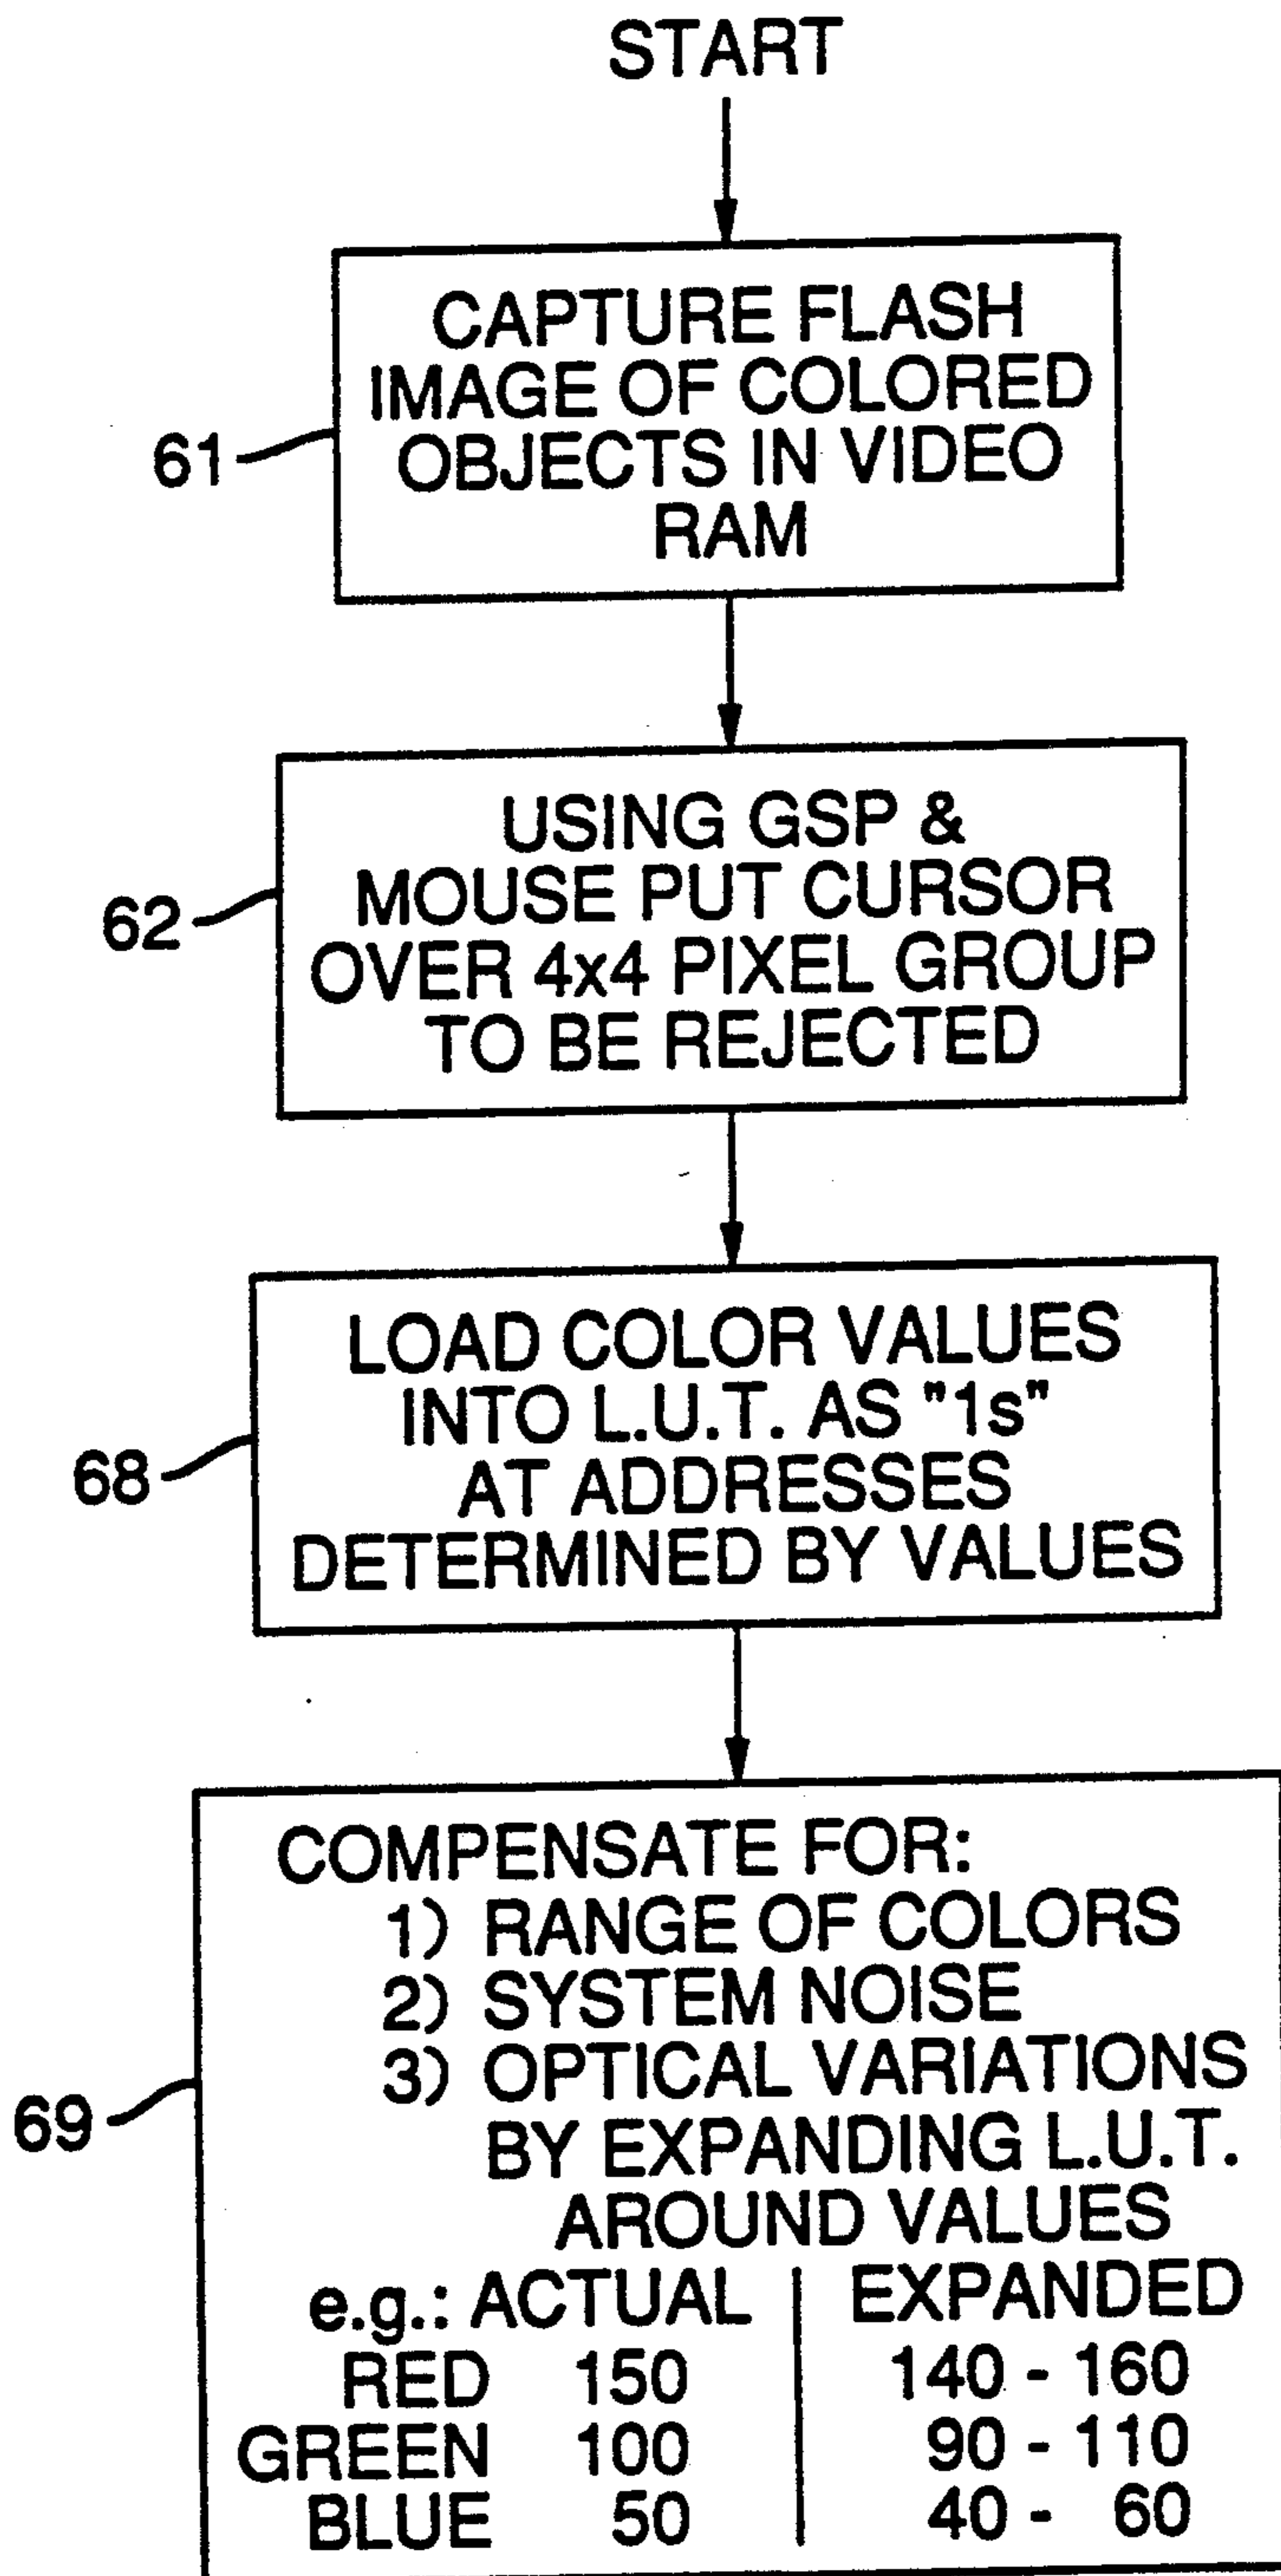 START
CAPTURE FLASH
IMAGE OF COLORED
OBJECTS IN VIDEO
RAM
61
USING GSP &
MOUSE PUT CURSOR
OVER 4x4 PIXEL GROUP
TO BE REJECTED
62
LOAD COLOR VALUES
INTO L.U.T. AS "1s"
AT ADDRESSES
DETERMINED BY VALUES
68
COMPENSATE FOR:
1) RANGE OF COLORS
2) SYSTEM NOISE
3) OPTICAL VARIATIONS
BY EXPANDING L.U.T.
AROUND VALUES
69
e.g.: ACTUAL | EXPANDED
RED 150 | 140 - 160
GREEN 100 | 90 - 110
BLUE 50 | 40 - 60